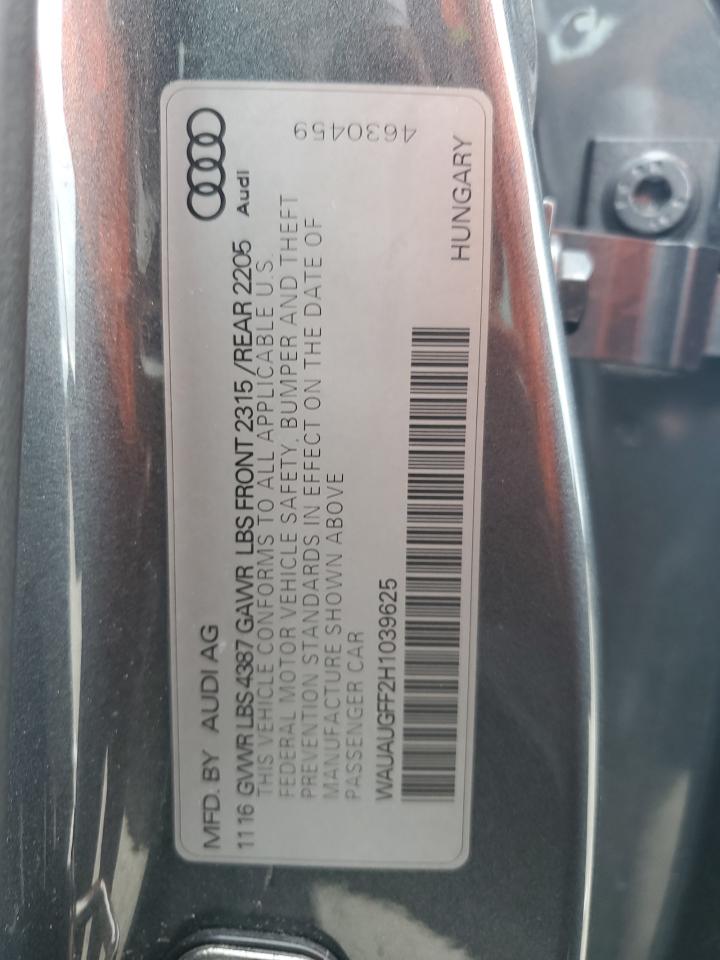 MFD. BY AUDI AG
11 16 GVWR LBS 4387 GAWR LBS FRONT 2315 / REAR 2205
Audi
THIS VEHICLE CONFORMS TO ALL APPLICABLE U.S.
FEDERAL MOTOR VEHICLE SAFETY, BUMPER AND THEFT
PREVENTION STANDARDS IN EFFECT ON THE DATE OF
MANUFACTURE SHOWN ABOVE
PASSENGER CAR
WAUAUGFF2H1039625
4630459
HUNGARY